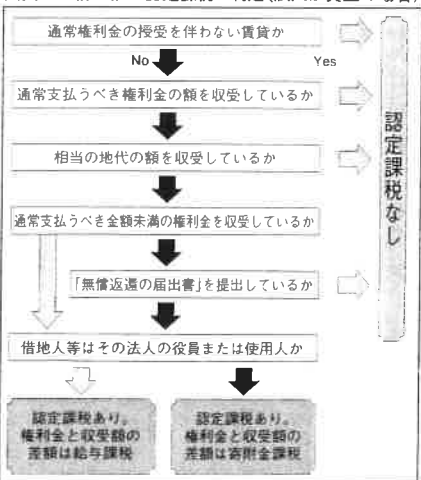 通常権利金の授受を伴わない賃貸か
No
Yes
通常支払うべき権利金の額を収受しているか
相当の地代の額を収受しているか
通常支払うべき金額未満の権利金を収受しているか
「無償返還の届出書」を提出しているか
借地人等はその法人の役員または使用人か
認定課税なし
認定課税あり。
権利金と収受額の
差額は給与課税
認定課税あり。
権利金と収受額の
差額は寄附金課税